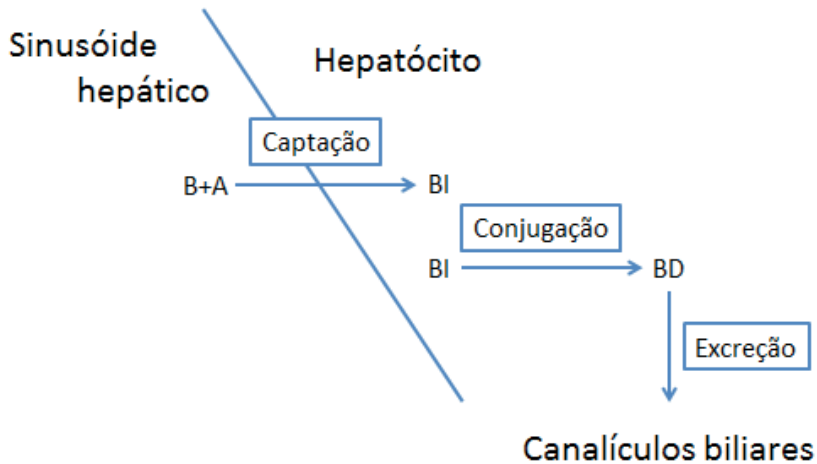 Sinusóide
hepático
Hepatócito
Captação
B+A
BI
Conjugação
BI
BD
Excreção
Canalículos biliares